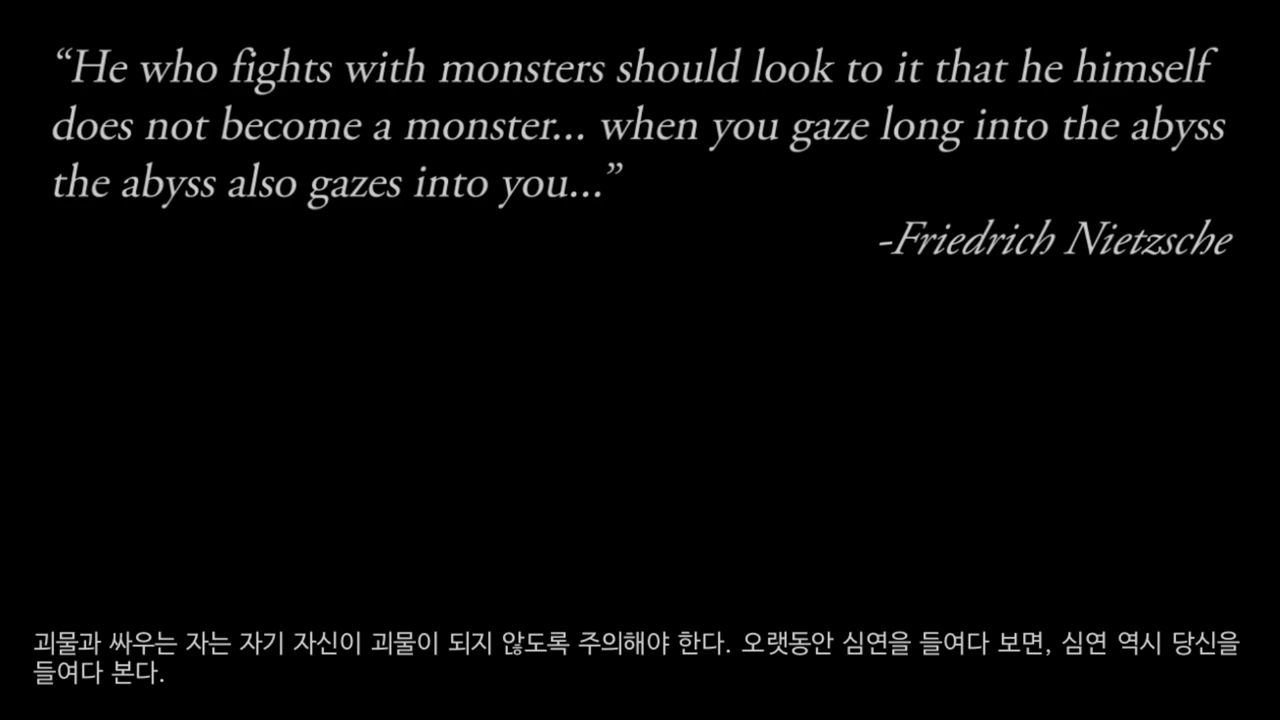 “He who fights with monsters should look to it that he himself
does not become a monster... when you gaze long into the abyss
the abyss also gazes into you...”
-Friedrich Nietzsche
괴물과 싸우는 자는 자기 자신이 괴물이 되지 않도록 주의해야 한다. 오랫동안 심연을 들여다 보면, 심연 역시 당신을
들여다 본다.